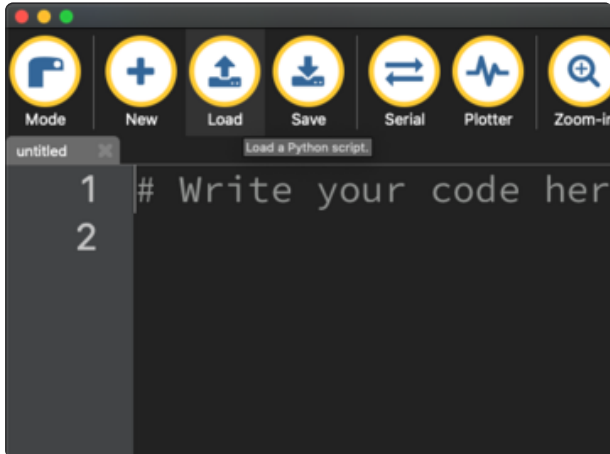 Mode New Load Save Serial Plotter Zoom-in
Load a Python script.
untitled
1 # Write your code her
2